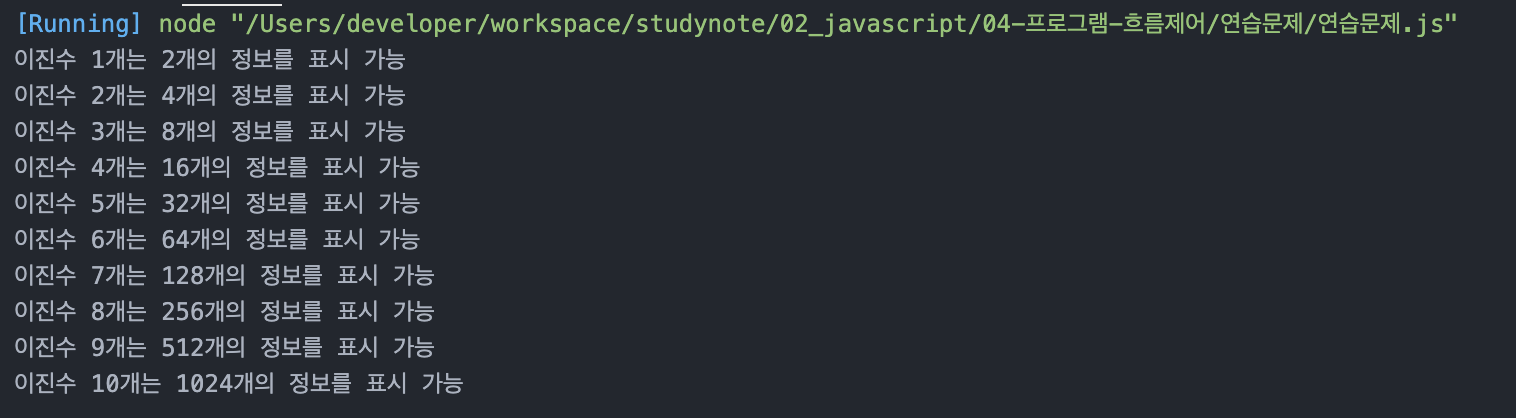 [Running] node "/Users/developer/workspace/studynote/02_javascript/04-프로그램-흐름제어/연습문제/연습문제.js"
이진수 1개는 2개의 정보를 표시 가능
이진수 2개는 4개의 정보를 표시 가능
이진수 3개는 8개의 정보를 표시 가능
이진수 4개는 16개의 정보를 표시 가능
이진수 5개는 32개의 정보를 표시 가능
이진수 6개는 64개의 정보를 표시 가능
이진수 7개는 128개의 정보를 표시 가능
이진수 8개는 256개의 정보를 표시 가능
이진수 9개는 512개의 정보를 표시 가능
이진수 10개는 1024개의 정보를 표시 가능